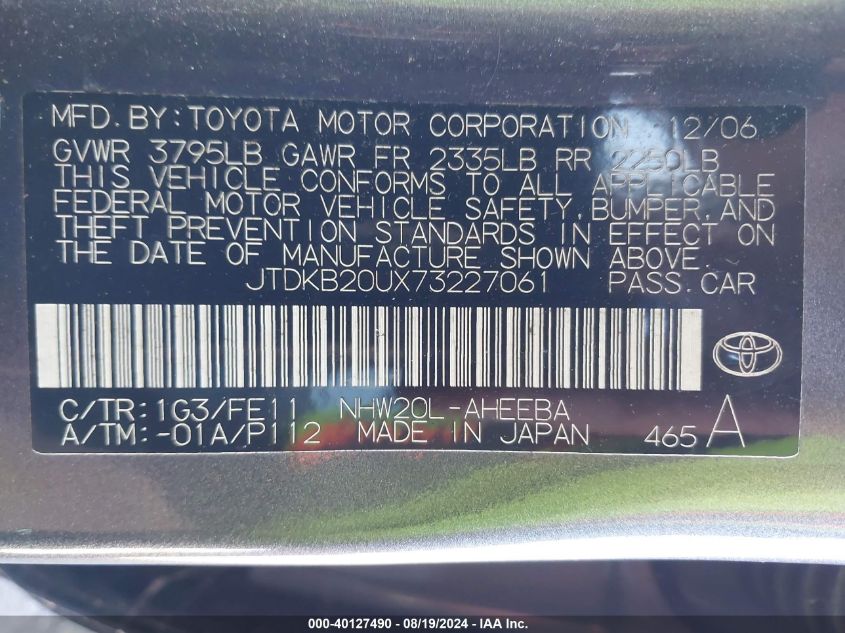 MFD. BY: TOYOTA MOTOR CORPORATION 12/06
GVWR 3795LB GAWR FR 2335LB RR 2250LB
THIS VEHICLE CONFORMS TO ALL APPLICABLE
FEDERAL MOTOR VEHICLE SAFETY, BUMPER, AND
THEFT PREVENTION STANDARDS IN EFFECT ON
THE DATE OF MANUFACTURE SHOWN ABOVE.
JTDKB20UX73227061 PASS. CAR
C/TR: 1G3/FE11 NHW20L-AHEEBA
A/TM: -01A/P112 MADE IN JAPAN 465 A
000-40127490 - 08/19/2024 - IAA Inc.